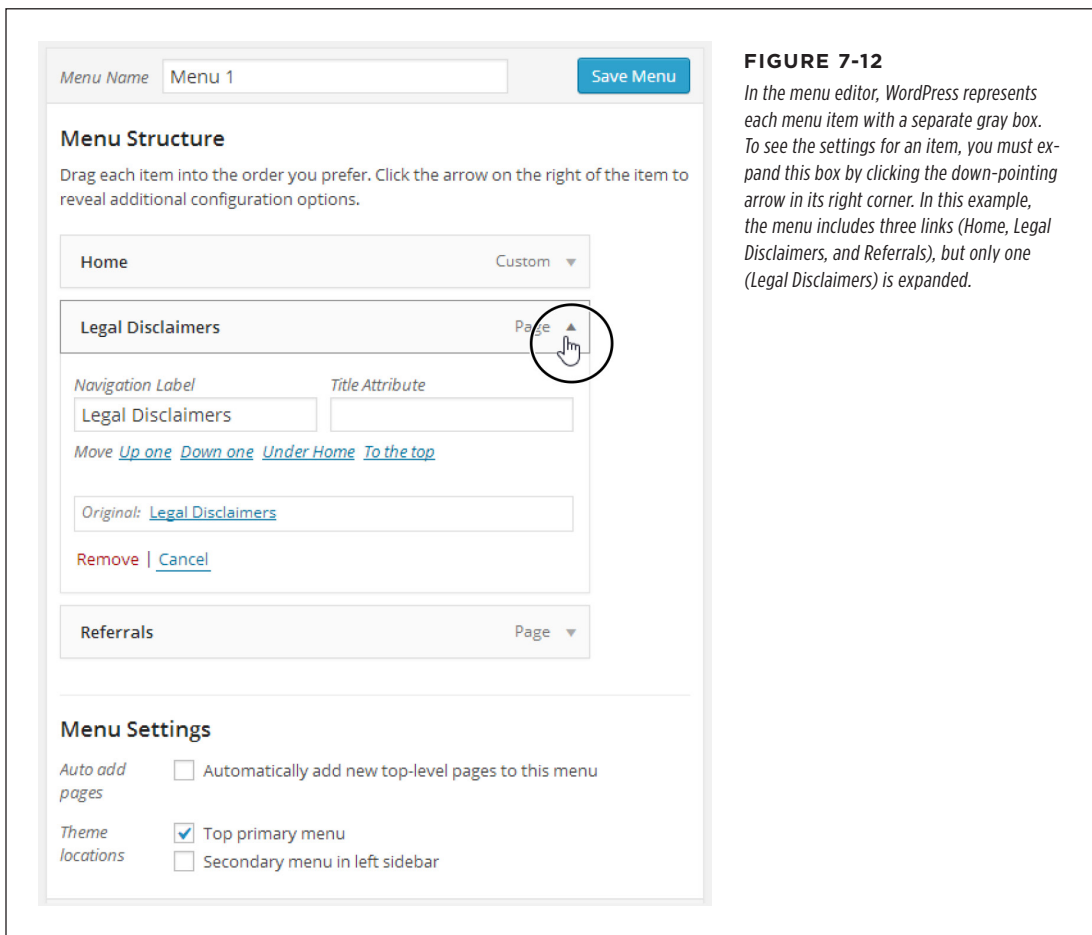 Menu Name Menu 1 Save Menu
Menu Structure
Drag each item into the order you prefer. Click the arrow on the right of the item to
reveal additional configuration options.
Home Custom
Legal Disclaimers Page
Navigation Label Title Attribute
Legal Disclaimers
Move Up one Down one Under Home To the top
Original: Legal Disclaimers
Remove | Cancel
Referrals Page
Menu Settings
Auto add
pages
Automatically add new top-level pages to this menu
Theme
locations
Top primary menu
Secondary menu in left sidebar
FIGURE 7-12
In the menu editor, WordPress represents
each menu item with a separate gray box.
To see the settings for an item, you must ex-
pand this box by clicking the down-pointing
arrow in its right corner. In this example,
the menu includes three links (Home, Legal
Disclaimers, and Referrals), but only one
(Legal Disclaimers) is expanded.